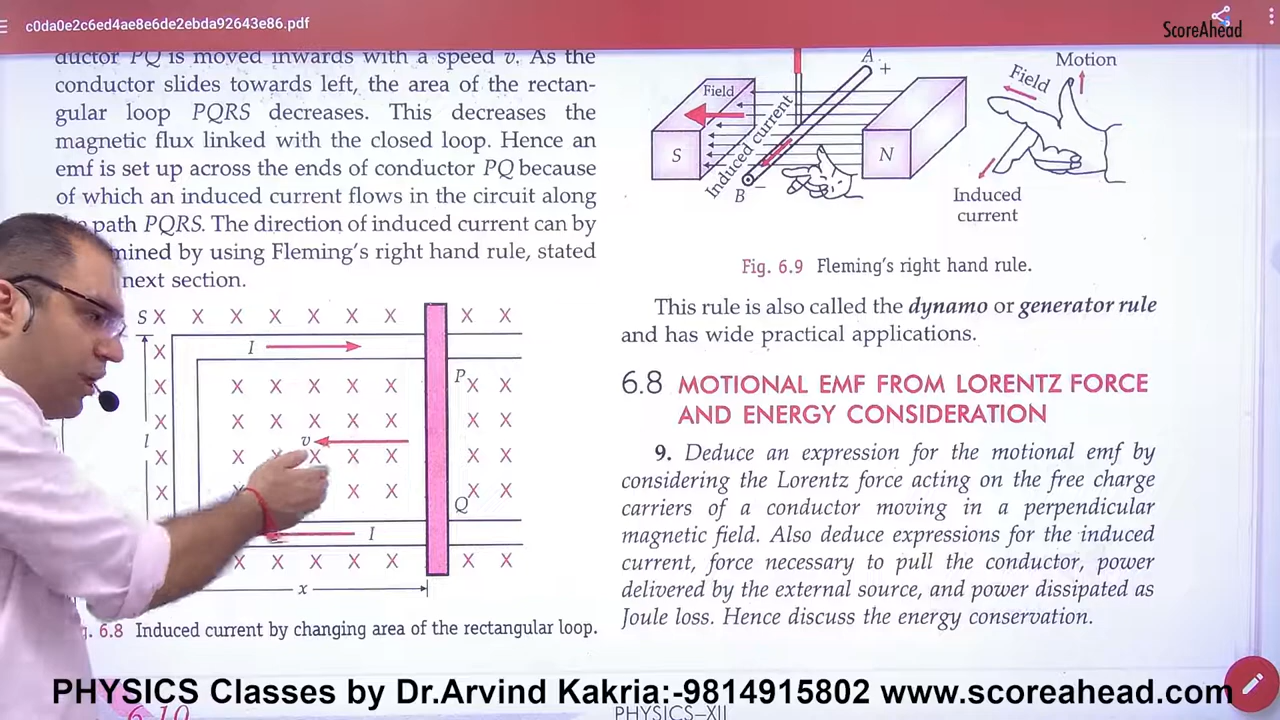 c0da0e2c6ed4ae8e6de2ebda92643e86.pdf
ScoreAhead
ductor PQ is moved inwards with a speed v. As the
conductor slides towards left, the area of the rectan-
gular loop PQRS decreases. This decreases the
magnetic flux linked with the closed loop. Hence an
emf is set up across the ends of conductor PQ because
of which an induced current flows in the circuit along
path PQRS. The direction of induced current can by
mined by using Fleming's right hand rule, stated
next section.
S X X X X X X X X X
X I
X X X X X X P X X
X X X X X X X X
l v
X X X X X X X
X X X X X X
Q
I
X X X X X X X
x
6.8 Induced current by changing area of the rectangular loop.
A +
Field
S
Induced current
N
B −
Motion
Field
Induced
current
Fig. 6.9 Fleming's right hand rule.
This rule is also called the dynamo or generator rule
and has wide practical applications.
6.8 MOTIONAL EMF FROM LORENTZ FORCE
AND ENERGY CONSIDERATION
9. Deduce an expression for the motional emf by
considering the Lorentz force acting on the free charge
carriers of a conductor moving in a perpendicular
magnetic field. Also deduce expressions for the induced
current, force necessary to pull the conductor, power
delivered by the external source, and power dissipated as
Joule loss. Hence discuss the energy conservation.
PHYSICS Classes by Dr.Arvind Kakria:-9814915802 www.scoreahead.com
6.10
PHYSICS–XII